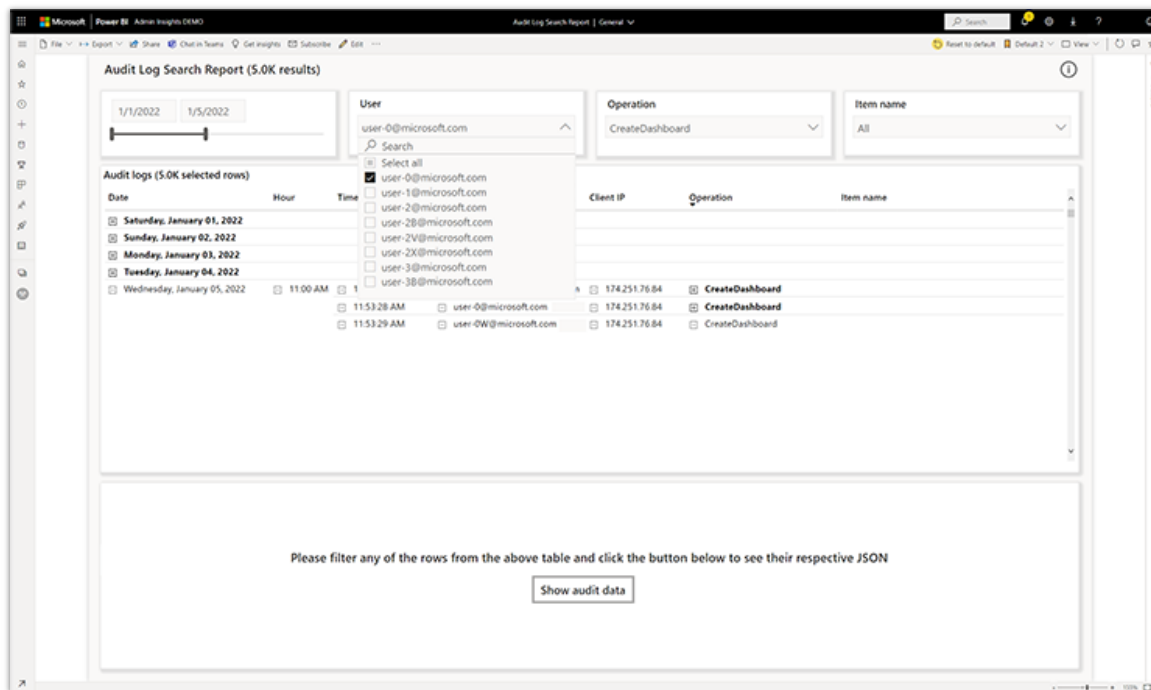 Microsoft Power BI Admin Insights DEMO Audit Log Search Report | General Search
File Export Share Chat in Teams Get insights Subscribe Edit ··· Reset to default Default 2 View
Audit Log Search Report (5.0K results)
1/1/2022 1/5/2022
User
user-0@microsoft.com
Search
Select all
user-0@microsoft.com
user-1@microsoft.com
user-2@microsoft.com
user-2B@microsoft.com
user-2V@microsoft.com
user-2X@microsoft.com
user-3@microsoft.com
user-3B@microsoft.com
Operation
CreateDashboard
Item name
All
Audit logs (5.0K selected rows)
Date Hour Time Client IP Operation Item name
Saturday, January 01, 2022
Sunday, January 02, 2022
Monday, January 03, 2022
Tuesday, January 04, 2022
Wednesday, January 05, 2022 11:00 AM 174.251.76.84 CreateDashboard
11:53:28 AM user-0@microsoft.com 174.251.76.84 CreateDashboard
11:53:29 AM user-0W@microsoft.com 174.251.76.84 CreateDashboard
Please filter any of the rows from the above table and click the button below to see their respective JSON
Show audit data